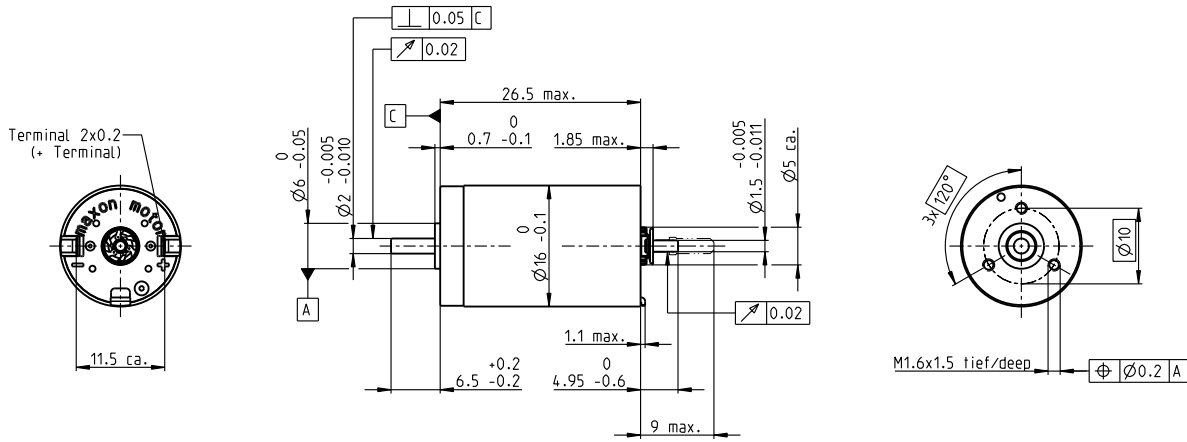 ⊥ 0.05 C
↗ 0.02
26.5 max.
C
0
0.7 -0.1
1.85 max.
Terminal 2x0.2
(+ Terminal)
0
Ø6 -0.05
-0.005
Ø2 -0.010
-0.005
Ø1.5 -0.011
Ø5 ca.
maxon motor
- +
0
Ø16 -0.1
3x 120°
Ø10
A
↗ 0.02
1.1 max.
11.5 ca.
+0.2
6.5 -0.2
0
4.95 -0.6
M1.6x1.5 tief/deep
⌖ Ø0.2 A
9 max.